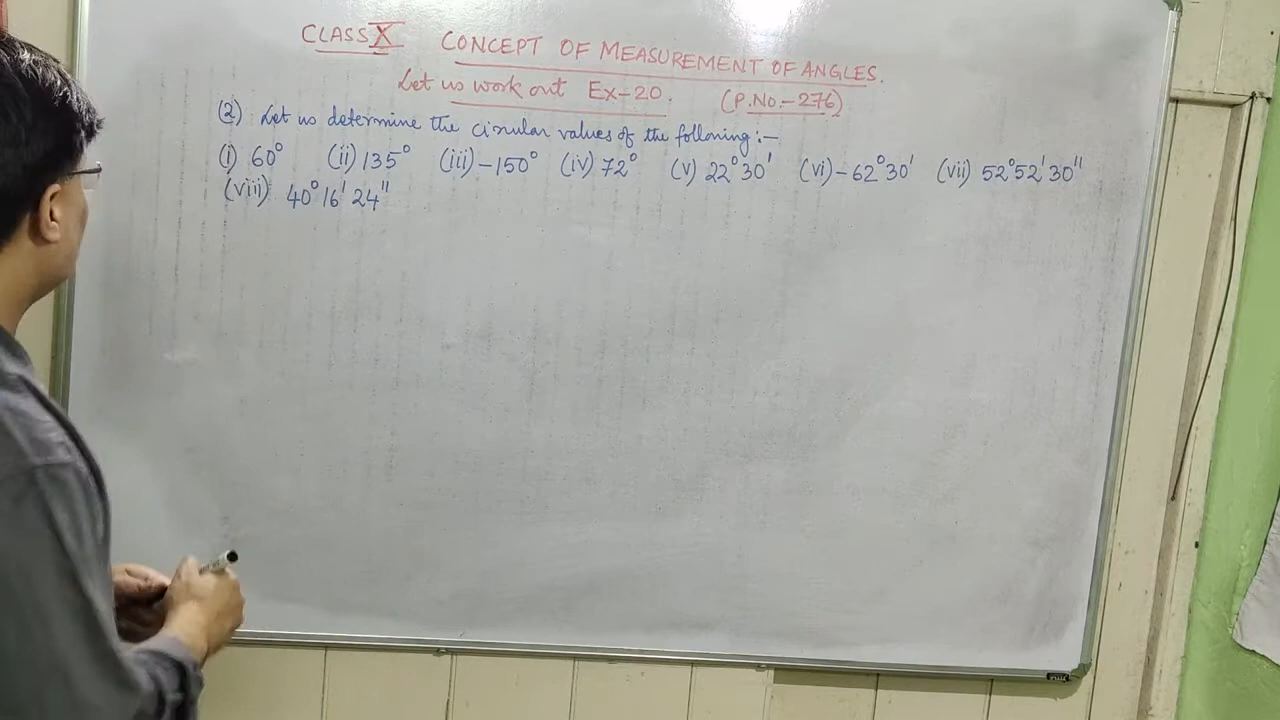 CLASS X CONCEPT OF MEASUREMENT OF ANGLES.
Let us work out Ex-20. (P.No.-276)
(2) Let us determine the cirular values of the following:-
(i) 60° (ii) 135° (iii) -150° (iv) 72° (v) 22°30' (vi) -62°30' (vii) 52°52'30"
(viii) 40°16'24"